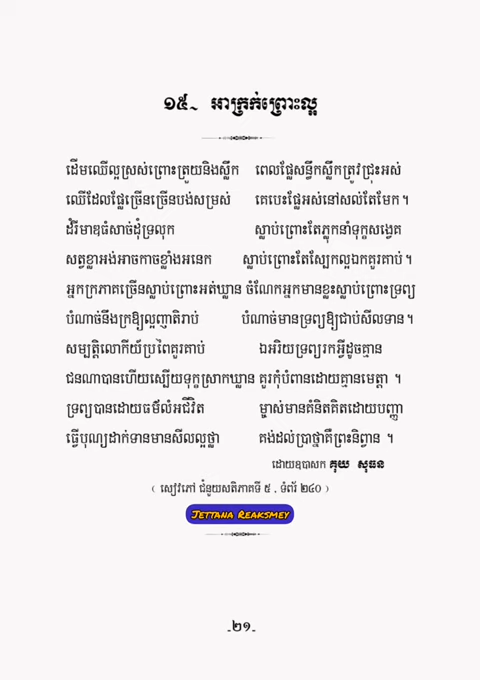 ១៥~ អាក្រក់ព្រោះល្អ
ដើមឈើល្អស្រស់ព្រោះត្រួយនិងស្លឹក ពេលផ្លែសន្ធឹកស្លឹកត្រូវជ្រុះអស់
ឈើដែលផ្លែច្រើនច្រើនបង់សម្រស់ គេបេះផ្លែអស់នៅសល់តែមែក។
ដំរីមាឌធំសាច់ដុំទ្រលុក ស្លាប់ព្រោះតែភ្លុកនាំទុក្ខសង្វេគ
សត្វខ្លាអង់អាចកាចខ្លាំងអនេក ស្លាប់ព្រោះតែស្បែកល្អឯកគួរគាប់។
អ្នកក្រភាគច្រើនស្លាប់ព្រោះអត់ឃ្លាន ចំណែកអ្នកមានខ្លះស្លាប់ព្រោះទ្រព្យ
បំណាច់នឹងក្រឱ្យល្អញាតិរាប់ បំណាច់មានទ្រព្យឱ្យជាប់សីលទាន។
សម្បត្តិលោកីយ៍ប្រពៃគួរគាប់ ឯអរិយទ្រព្យរកអ្វីដូចគ្មាន
ជនណាបានហើយស្បើយទុក្ខស្រាកឃ្លាន គួរកុំបំពានដោយគ្មានមេត្តា ។
ទ្រព្យបានដោយធម៌លំអជីវិត ម្ចាស់មានគំនិតគិតដោយបញ្ញា
ធ្វើបុណ្យដាក់ទានមានសីលល្អថ្លា គង់ដល់ប្រាថ្នាគឺព្រះនិព្វាន ។
ដោយឧបាសក គុយ សុធន
( សៀវភៅ ជំនួយសតិភាគទី ៥ . ទំព័រ ២៤០ )
JETTANA REAKSMEY
-២១-